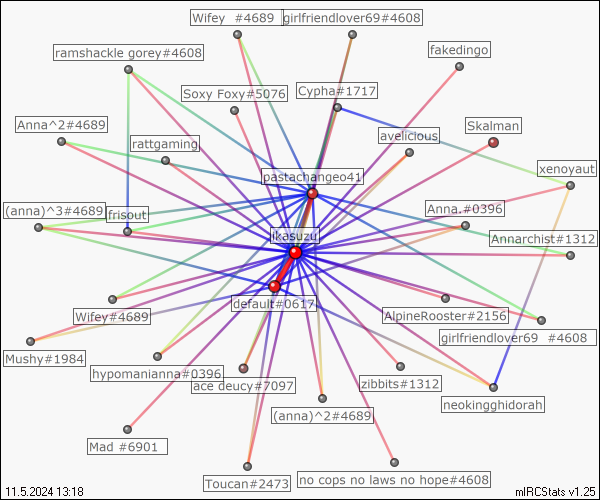 Wifey  #4689
girlfriendlover69#4608
ramshackle gorey#4608
fakedingo
Soxy Foxy#5076
Cypha#1717
Anna^2#4689
Skalman
avelicious
rattgaming
xenoyaut
pastachangeo41
(anna)^3#4689
frisout
Anna.#0396
ikasuzu
Annarchist#1312
default#0617
Wifey#4689
AlpineRooster#2156
girlfriendlover69  #4608
Mushy#1984
hypomanianna#0396
ace deucy#7097
zibbits#1312
neokingghidorah
(anna)^2#4689
Mad #6901
Toucan#2473
no cops no laws no hope#4608
11.5.2024 13:18
mIRCStats v1.25